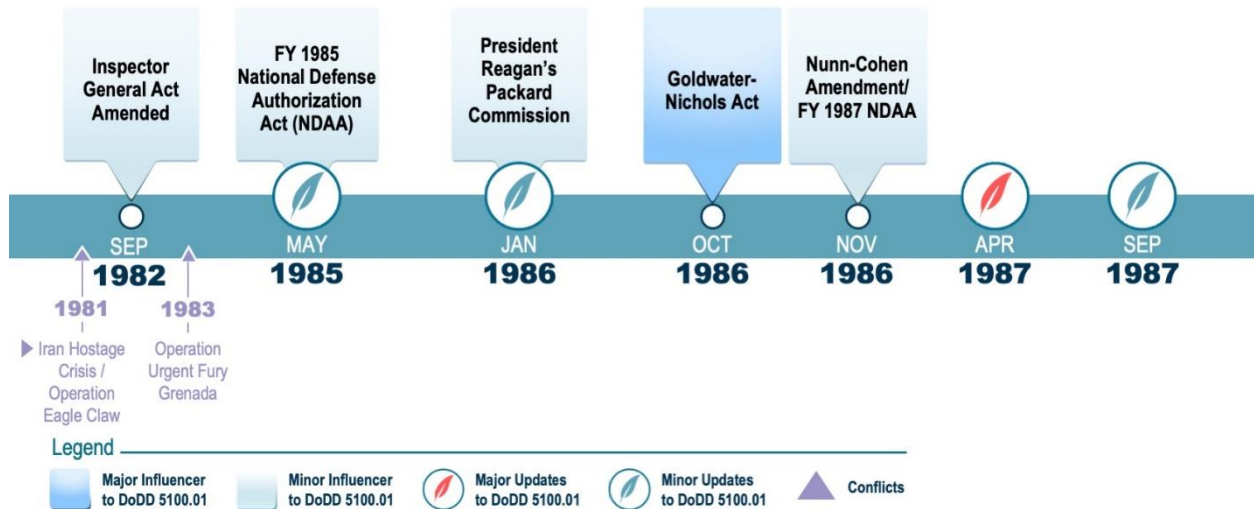 Inspector
General Act
Amended
FY 1985
National Defense
Authorization
Act (NDAA)
President
Reagan's
Packard
Commission
Goldwater-
Nichols Act
Nunn-Cohen
Amendment/
FY 1987 NDAA
SEP
1982
MAY
1985
JAN
1986
OCT
1986
NOV
1986
APR
1987
SEP
1987
1981
Iran Hostage
Crisis /
Operation
Eagle Claw
1983
Operation
Urgent Fury
Grenada
Legend
Major Influencer
to DoDD 5100.01
Minor Influencer
to DoDD 5100.01
Major Updates
to DoDD 5100.01
Minor Updates
to DoDD 5100.01
Conflicts